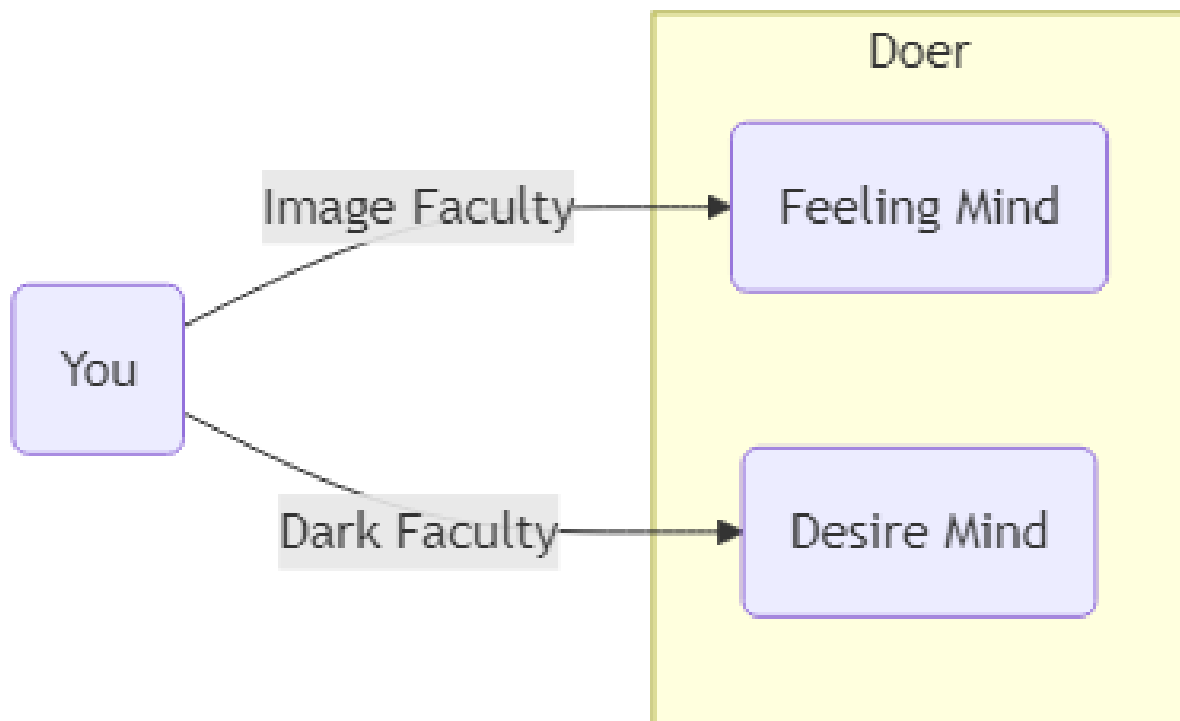 Doer
Image Faculty
Feeling Mind
You
Dark Faculty
Desire Mind